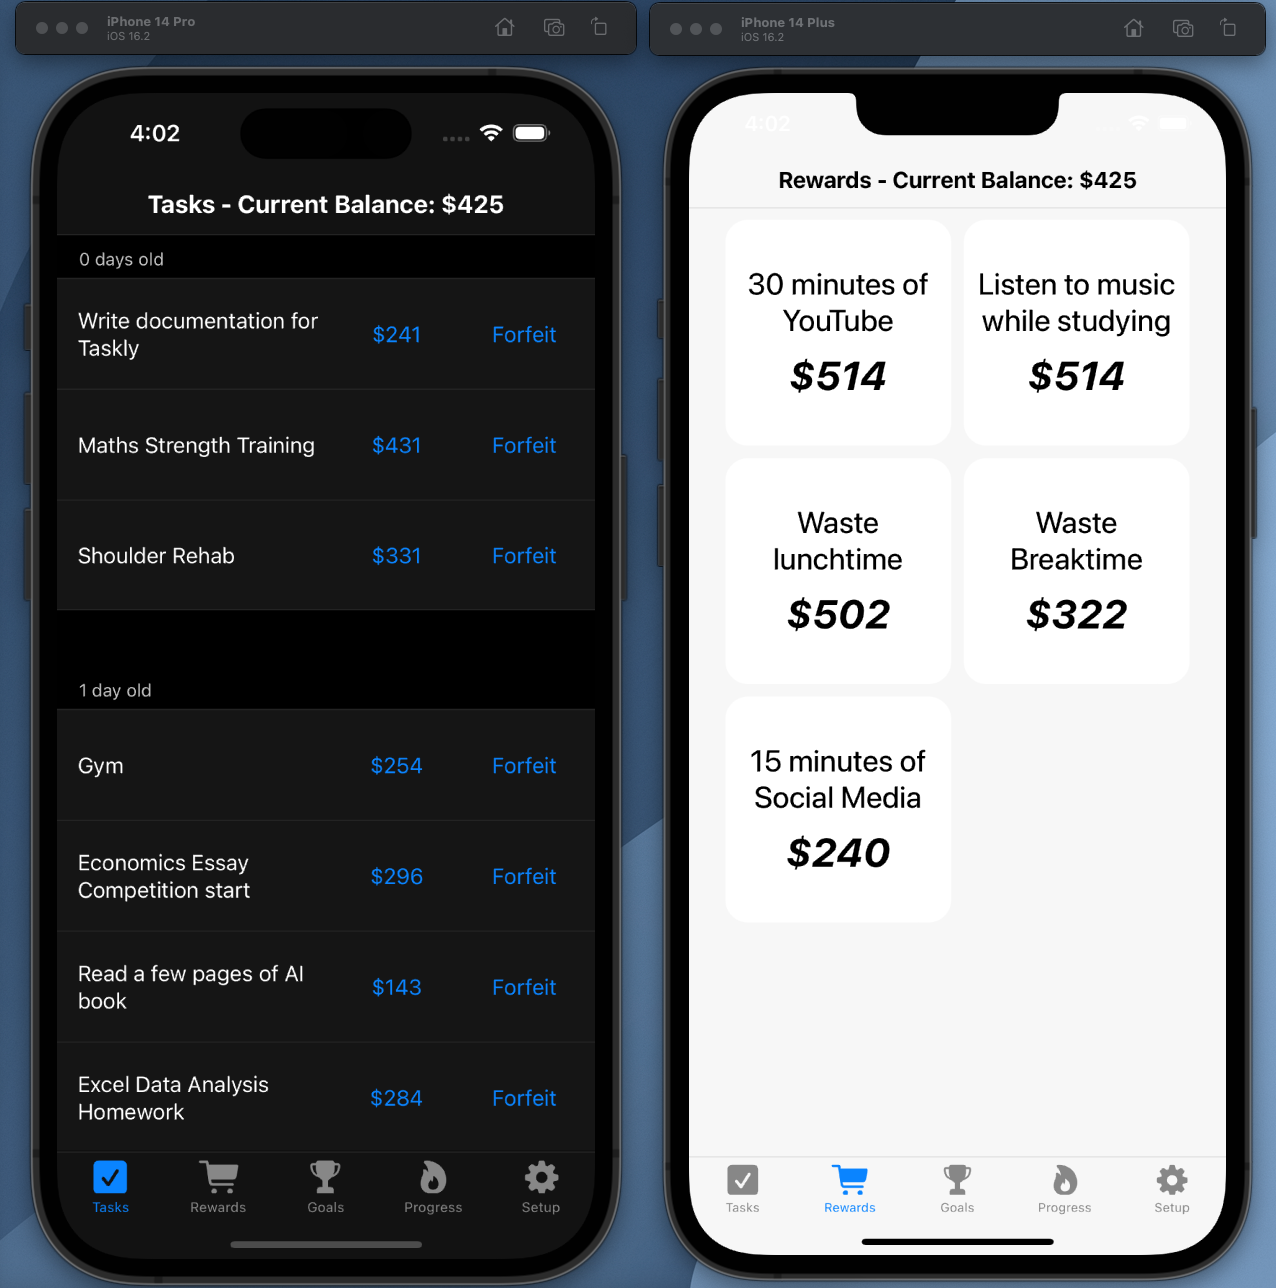 iPhone 14 Pro
iOS 16.2
4:02
Tasks - Current Balance: $425
0 days old
Write documentation for
Taskly
$241
Forfeit
Maths Strength Training
$431
Forfeit
Shoulder Rehab
$331
Forfeit
1 day old
Gym
$254
Forfeit
Economics Essay
Competition start
$296
Forfeit
Read a few pages of AI
book
$143
Forfeit
Excel Data Analysis
Homework
$284
Forfeit
Tasks
Rewards
Goals
Progress
Setup
iPhone 14 Plus
iOS 16.2
4:02
Rewards - Current Balance: $425
30 minutes of
YouTube
$514
Listen to music
while studying
$514
Waste
lunchtime
$502
Waste
Breaktime
$322
15 minutes of
Social Media
$240
Tasks
Rewards
Goals
Progress
Setup